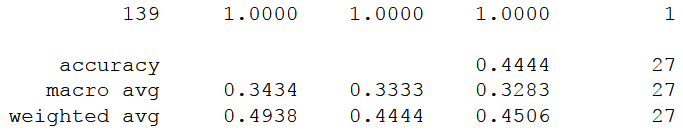 139 1.0000 1.0000 1.0000 1
accuracy 0.4444 27
macro avg 0.3434 0.3333 0.3283 27
weighted avg 0.4938 0.4444 0.4506 27